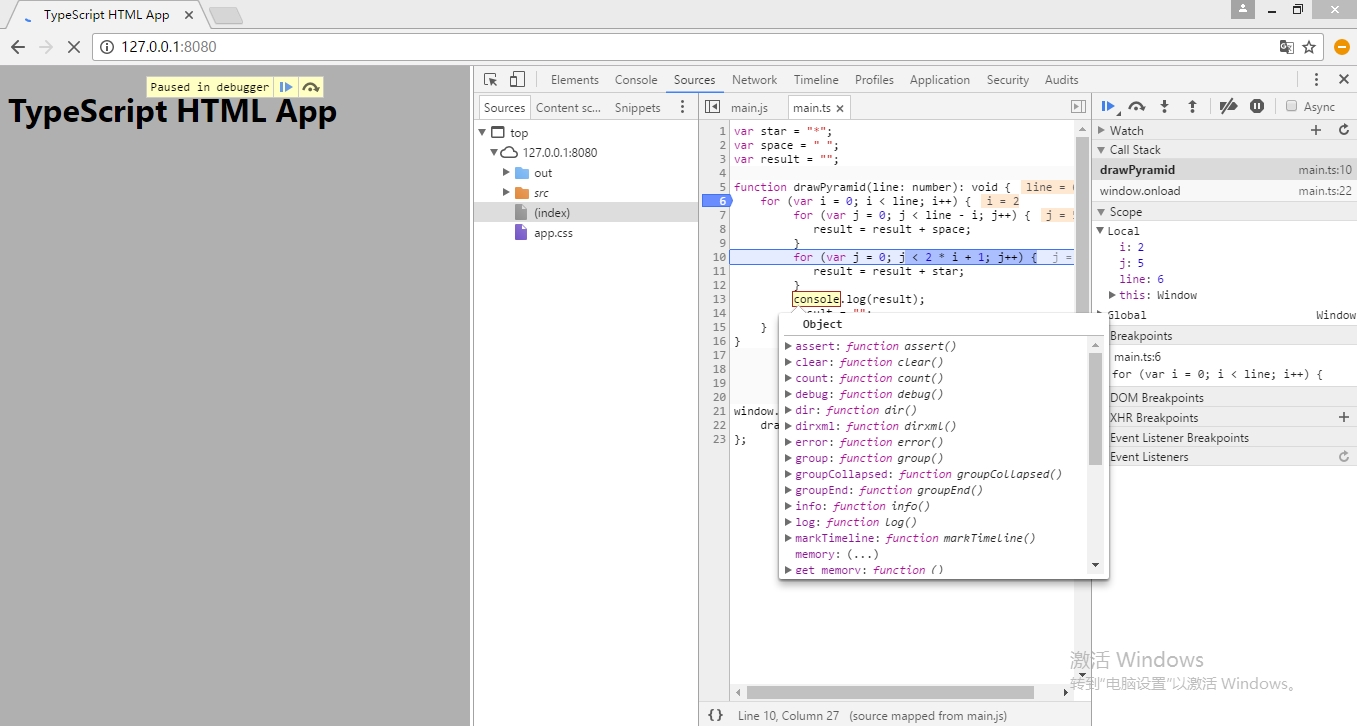 TypeScript HTML App
127.0.0.1:8080
Paused in debugger
TypeScript HTML App
Elements Console Sources Network Timeline Profiles Application Security Audits
Sources Content sc... Snippets
main.js main.ts
Async
top
127.0.0.1:8080
out
src
(index)
app.css
1 var star = "*";
2 var space = " ";
3 var result = "";
4
5 function drawPyramid(line: number): void { line =
6 for (var i = 0; i < line; i++) { i = 2
7 for (var j = 0; j < line - i; j++) { j =
8 result = result + space;
9 }
10 for (var j = 0; j < 2 * i + 1; j++) { j =
11 result = result + star;
12 }
13 console.log(result);
14 = "";
15 }
16 }
17
18
19
20
21 window.
22 dra
23 };
Object
assert: function assert()
clear: function clear()
count: function count()
debug: function debug()
dir: function dir()
dirxml: function dirxml()
error: function error()
group: function group()
groupCollapsed: function groupCollapsed()
groupEnd: function groupEnd()
info: function info()
log: function log()
markTimeline: function markTimeline()
memory: (...)
get memory: function ()
{} Line 10, Column 27 (source mapped from main.js)
Watch
Call Stack
drawPyramid main.ts:10
window.onload main.ts:22
Scope
Local
i: 2
j: 5
line: 6
this: Window
Global Window
Breakpoints
main.ts:6
for (var i = 0; i < line; i++) {
DOM Breakpoints
XHR Breakpoints
Event Listener Breakpoints
Event Listeners
激活 Windows
转到"电脑设置"以激活 Windows。